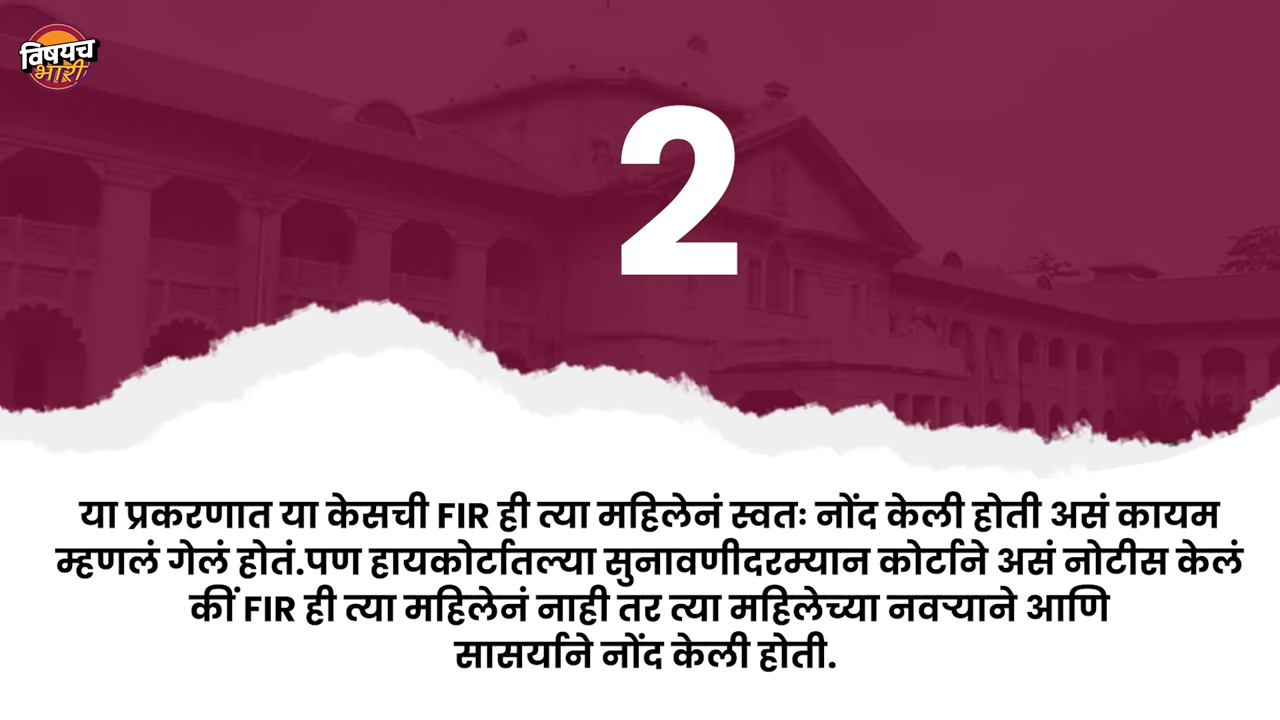 विषयच
भारी
2
या प्रकरणात या केसची FIR ही त्या महिलेनं स्वतः नोंद केली होती असं कायम
म्हणलं गेलं होतं.पण हायकोर्टातल्या सुनावणीदरम्यान कोर्टाने असं नोटीस केलं
कीं FIR ही त्या महिलेनं नाही तर त्या महिलेच्या नवऱ्याने आणि
सासर्याने नोंद केली होती.